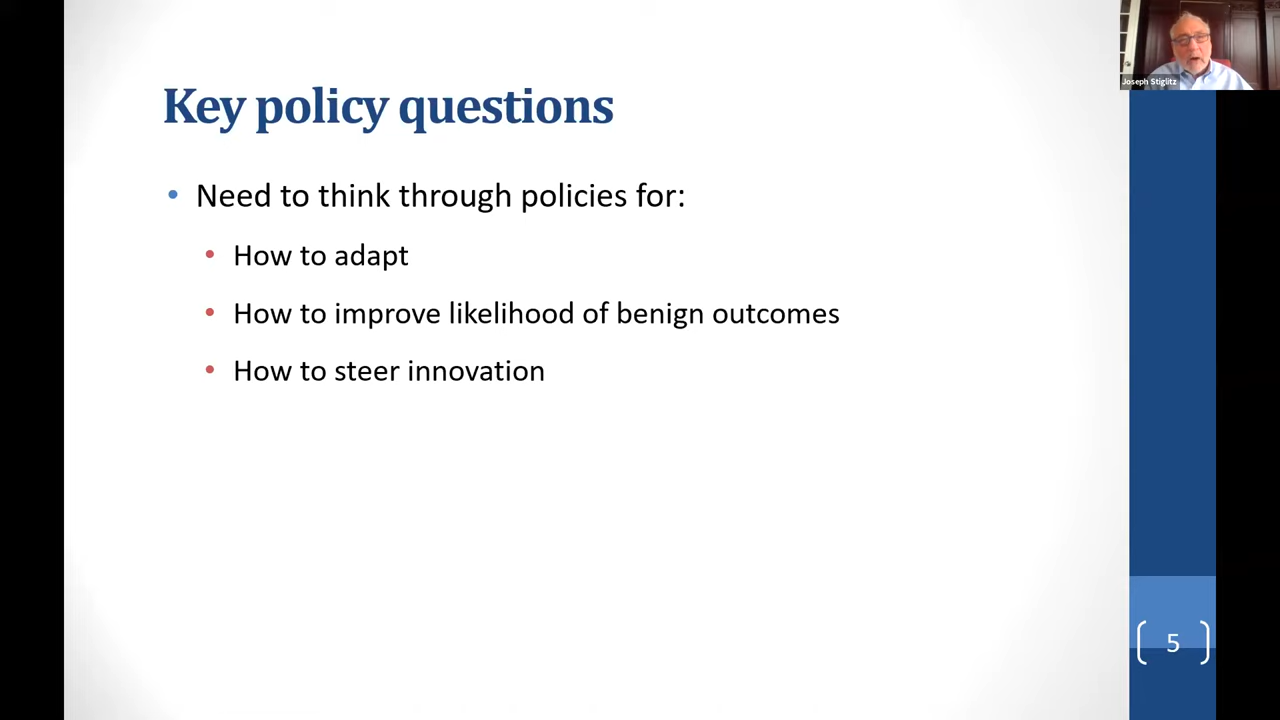 Joseph Stiglitz
Key policy questions
• Need to think through policies for:
• How to adapt
• How to improve likelihood of benign outcomes
• How to steer innovation
5